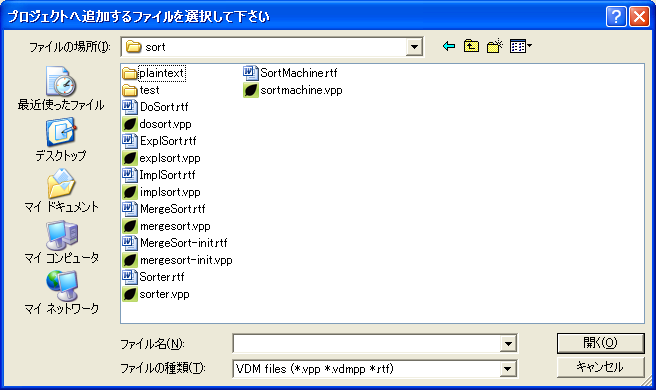 プロジェクトへ追加するファイルを選択して下さい
ファイルの場所(I):
sort
最近使ったファイル
デスクトップ
マイ ドキュメント
マイ コンピュータ
マイ ネットワーク
plaintext
test
DoSort.rtf
dosort.vpp
ExplSort.rtf
explsort.vpp
ImplSort.rtf
implsort.vpp
MergeSort.rtf
mergesort.vpp
MergeSort-init.rtf
mergesort-init.vpp
Sorter.rtf
sorter.vpp
SortMachine.rtf
sortmachine.vpp
ファイル名(N):
開く(O)
ファイルの種類(T):
VDM files (*.vpp *.vdmpp *.rtf)
キャンセル